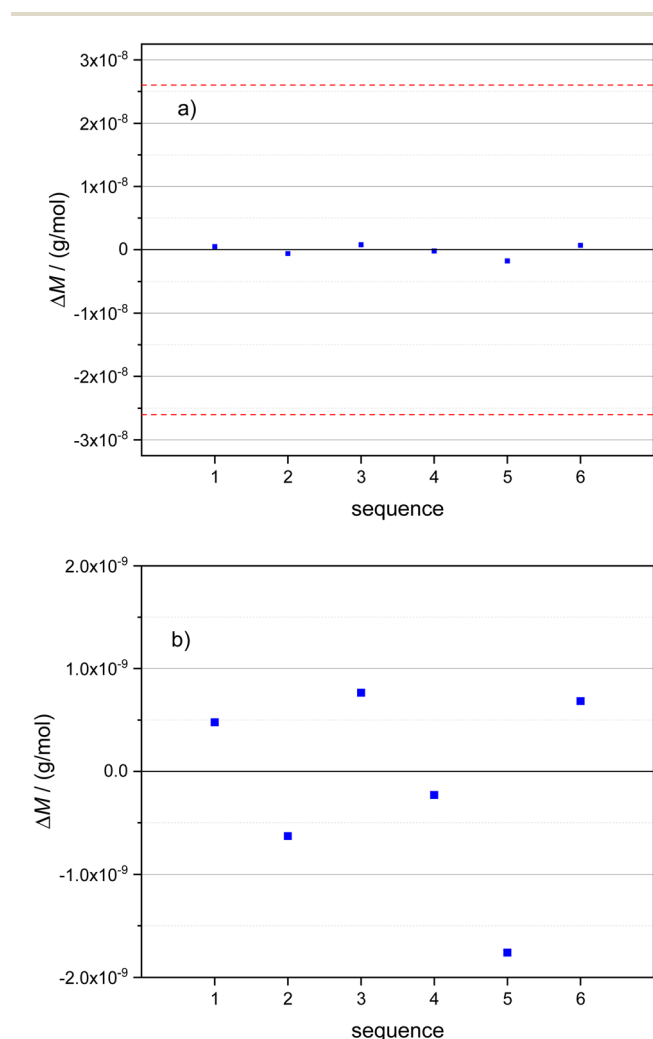 3x10⁻⁸
a)
2x10⁻⁸
1x10⁻⁸
0
-1x10⁻⁸
-2x10⁻⁸
-3x10⁻⁸
ΔM / (g/mol)
1 2 3 4 5 6
sequence
2.0x10⁻⁹
b)
1.0x10⁻⁹
0.0
-1.0x10⁻⁹
-2.0x10⁻⁹
ΔM / (g/mol)
1 2 3 4 5 6
sequence